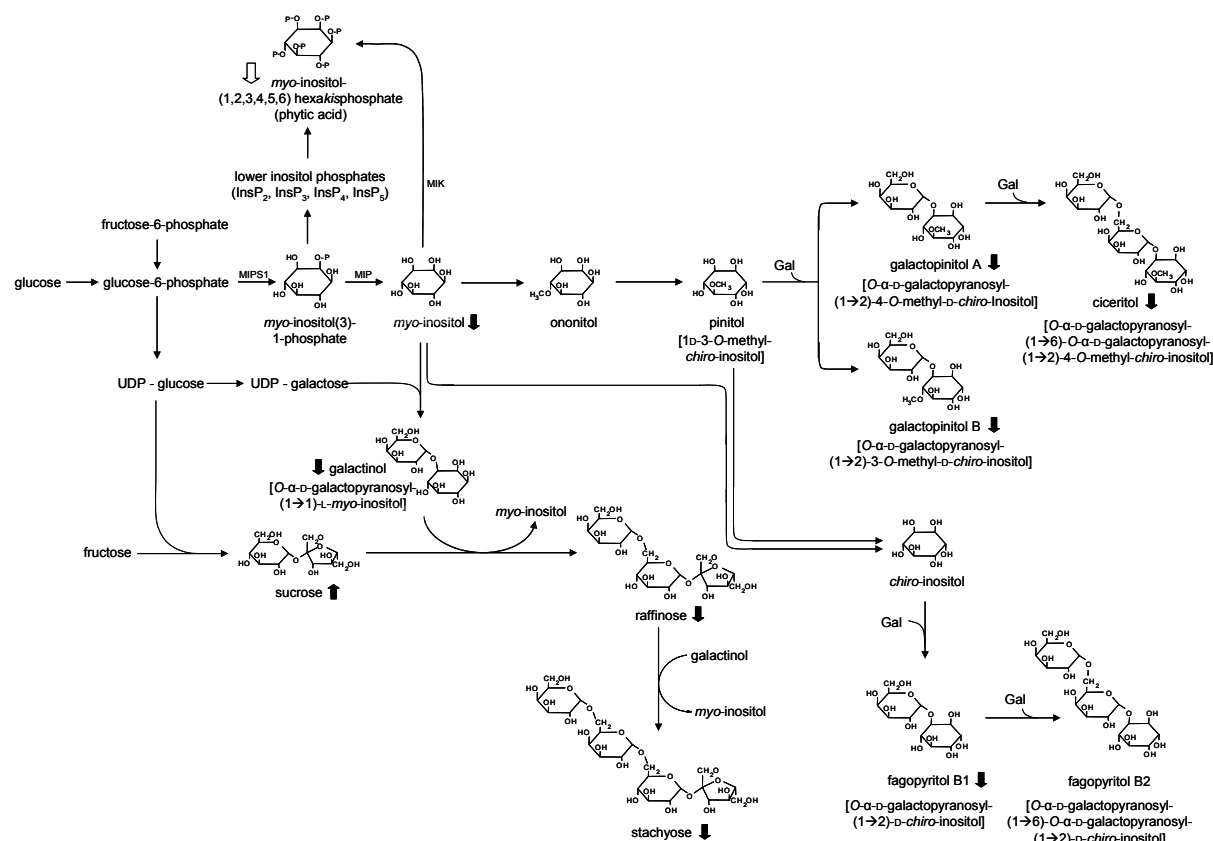 myo-inositol-
(1,2,3,4,5,6) hexakisphosphate
(phytic acid)
lower inositol phosphates
(InsP2, InsP3, InsP4, InsP5)
MIK
fructose-6-phosphate
glucose
glucose-6-phosphate
MIPS1
myo-inositol(3)-
1-phosphate
MIP
myo-inositol
ononitol
pinitol
[1D-3-O-methyl-
chiro-inositol]
Gal
galactopinitol A
[O-α-D-galactopyranosyl-
(1→2)-4-O-methyl-D-chiro-Inositol]
Gal
ciceritol
[O-α-D-galactopyranosyl-
(1→6)-O-α-D-galactopyranosyl-
(1→2)-4-O-methyl-chiro-inositol]
galactopinitol B
[O-α-D-galactopyranosyl-
(1→2)-3-O-methyl-D-chiro-inositol]
UDP - glucose
UDP - galactose
galactinol
[O-α-D-galactopyranosyl-
(1→1)-L-myo-inositol]
fructose
sucrose
myo-inositol
raffinose
galactinol
myo-inositol
stachyose
chiro-inositol
Gal
fagopyritol B1
[O-α-D-galactopyranosyl-
(1→2)-D-chiro-inositol]
Gal
fagopyritol B2
[O-α-D-galactopyranosyl-
(1→6)-O-α-D-galactopyranosyl-
(1→2)-D-chiro-inositol]